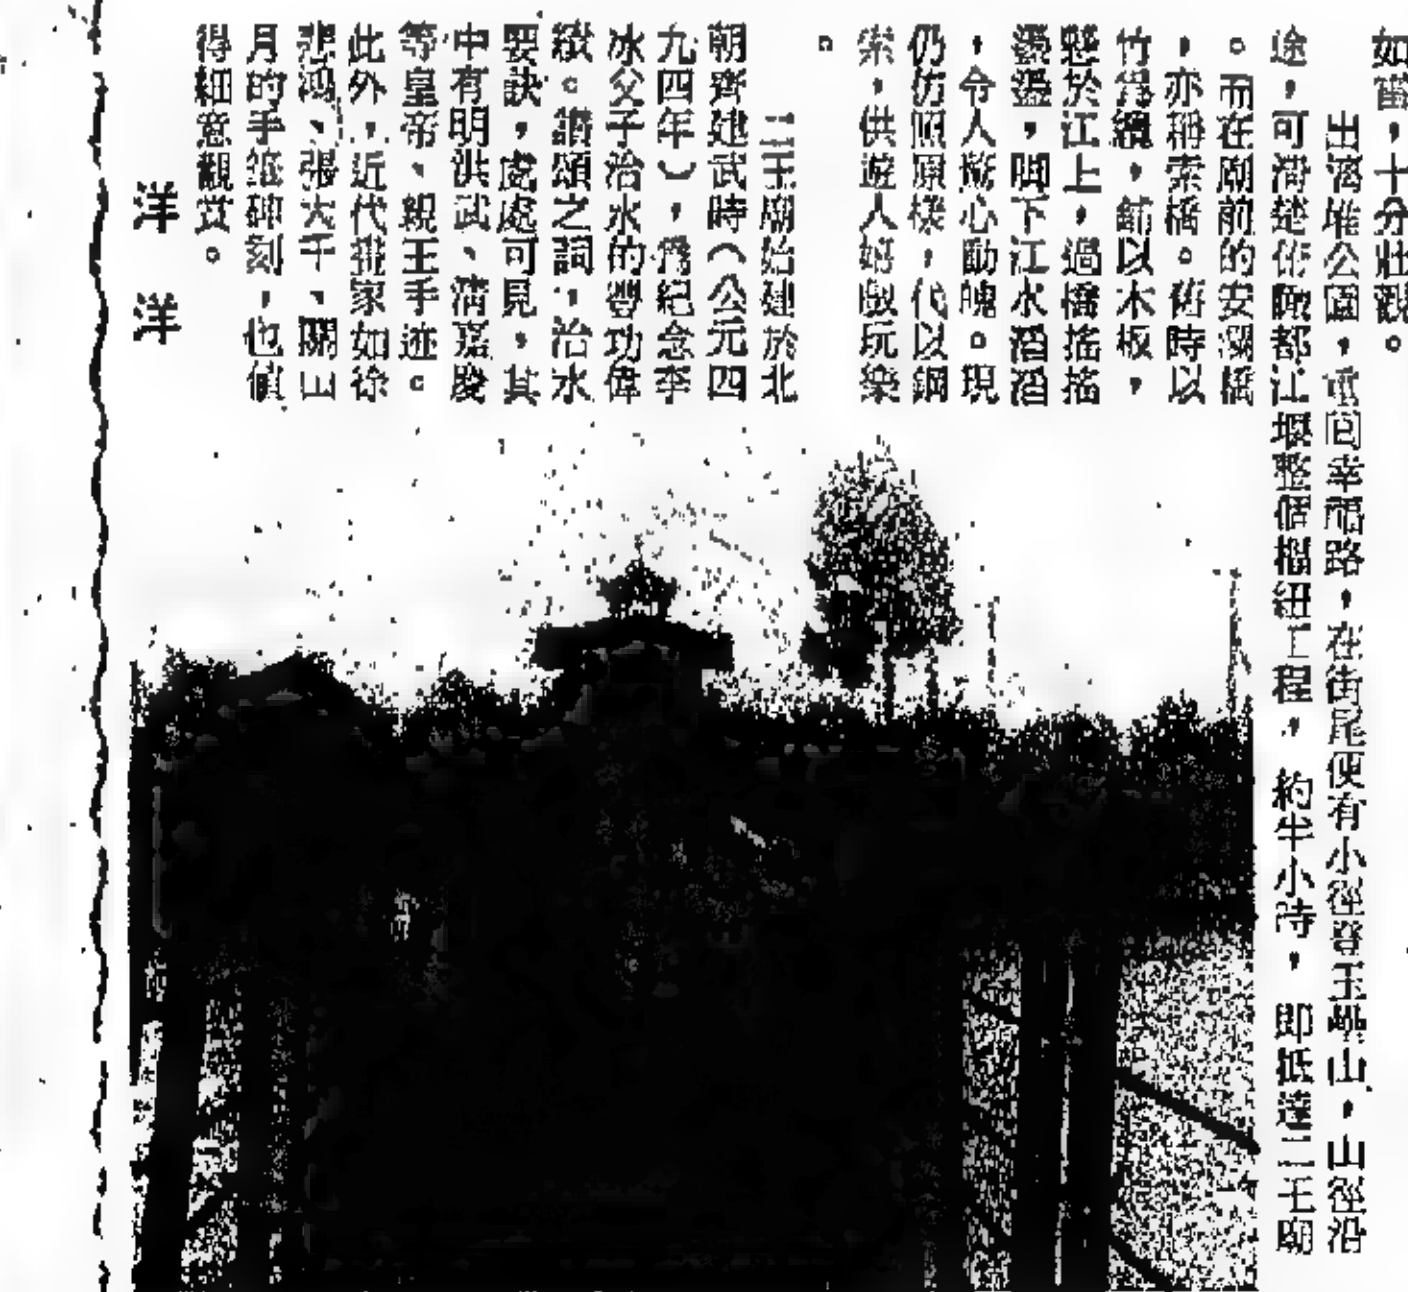 如雷，十分壯觀。
出離堆公園，重回幸福路，在街尾便有小徑登玉壘山，山徑沿
途，可清楚俯瞰都江堰整個樞紐工程，約半小時，即抵達二王廟
。而在廟前的安瀾橋
，亦稱索橋。舊時以
竹為纜，鋪以木板，
懸於江上，過橋搖搖
盪盪，脚下江水滔滔
，令人驚心動魄。現
仍仿照原樣，代以鋼
索，供遊人嬉戲玩樂
。
二王廟始建於北
朝齊建武時（公元四
九四年），爲紀念李
冰父子治水的豐功偉
績。讚頌之詞，治水
要訣，處處可見，其
中有明洪武、清嘉慶
等皇帝、親王手迹。
此外，近代畫家如徐
悲鴻、張大千、關山
月的手筆碑刻，也值
得細意觀賞。
洋洋